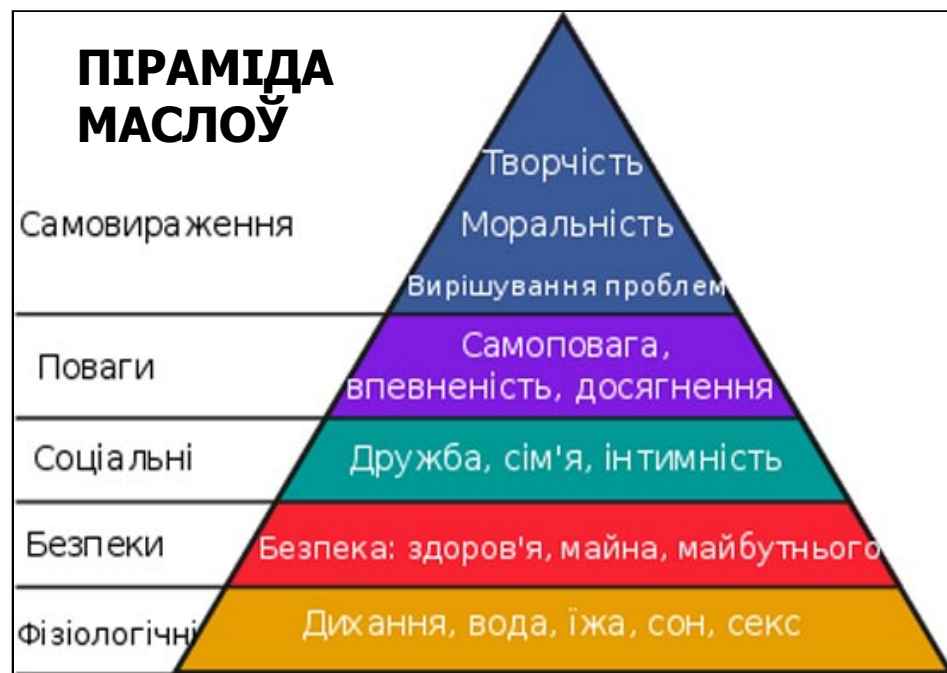 ПІРАМІДА
МАСЛОЎ
Творчість
Самовираження
Моральність
Вирішування проблем
Поваги
Самоповага,
впевненість, досягнення
Соціальні
Дружба, сім'я, інтимність
Безпеки
Безпека: здоров'я, майна, майбутнього
Фізіологічні
Дихання, вода, їжа, сон, секс